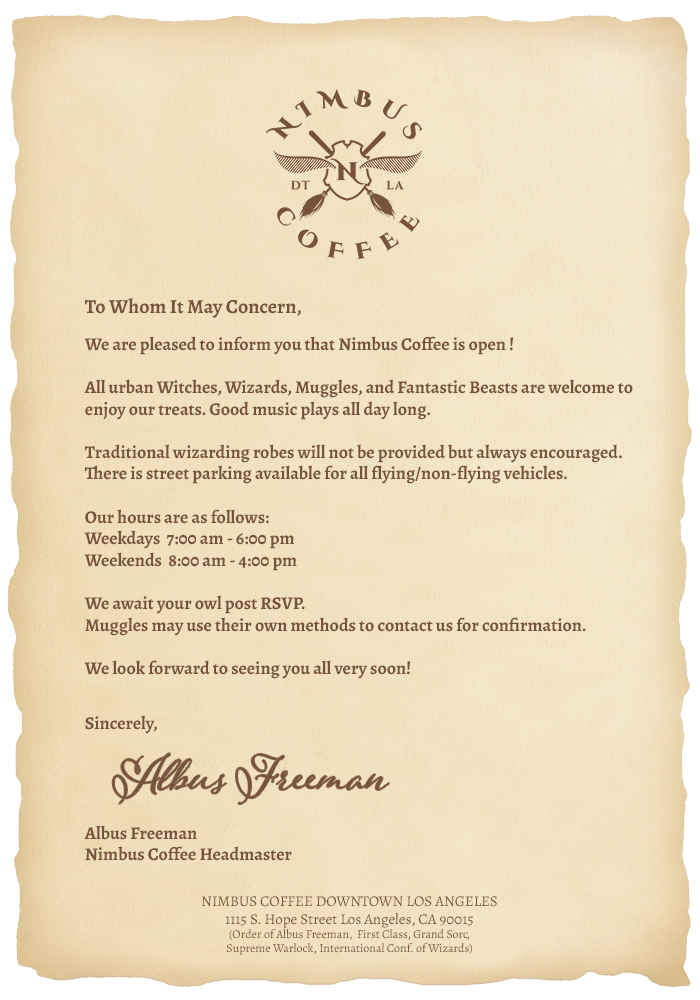 NIMBUS
N
DT LA
COFFEE
To Whom It May Concern,
We are pleased to inform you that Nimbus Coffee is open !
All urban Witches, Wizards, Muggles, and Fantastic Beasts are welcome to
enjoy our treats. Good music plays all day long.
Traditional wizarding robes will not be provided but always encouraged.
There is street parking available for all flying/non-flying vehicles.
Our hours are as follows:
Weekdays 7:00 am - 6:00 pm
Weekends 8:00 am - 4:00 pm
We await your owl post RSVP.
Muggles may use their own methods to contact us for confirmation.
We look forward to seeing you all very soon!
Sincerely,
Albus Freeman
Albus Freeman
Nimbus Coffee Headmaster
NIMBUS COFFEE DOWNTOWN LOS ANGELES
1115 S. Hope Street Los Angeles, CA 90015
(Order of Albus Freeman, First Class, Grand Sorc,
Supreme Warlock, International Conf. of Wizards)